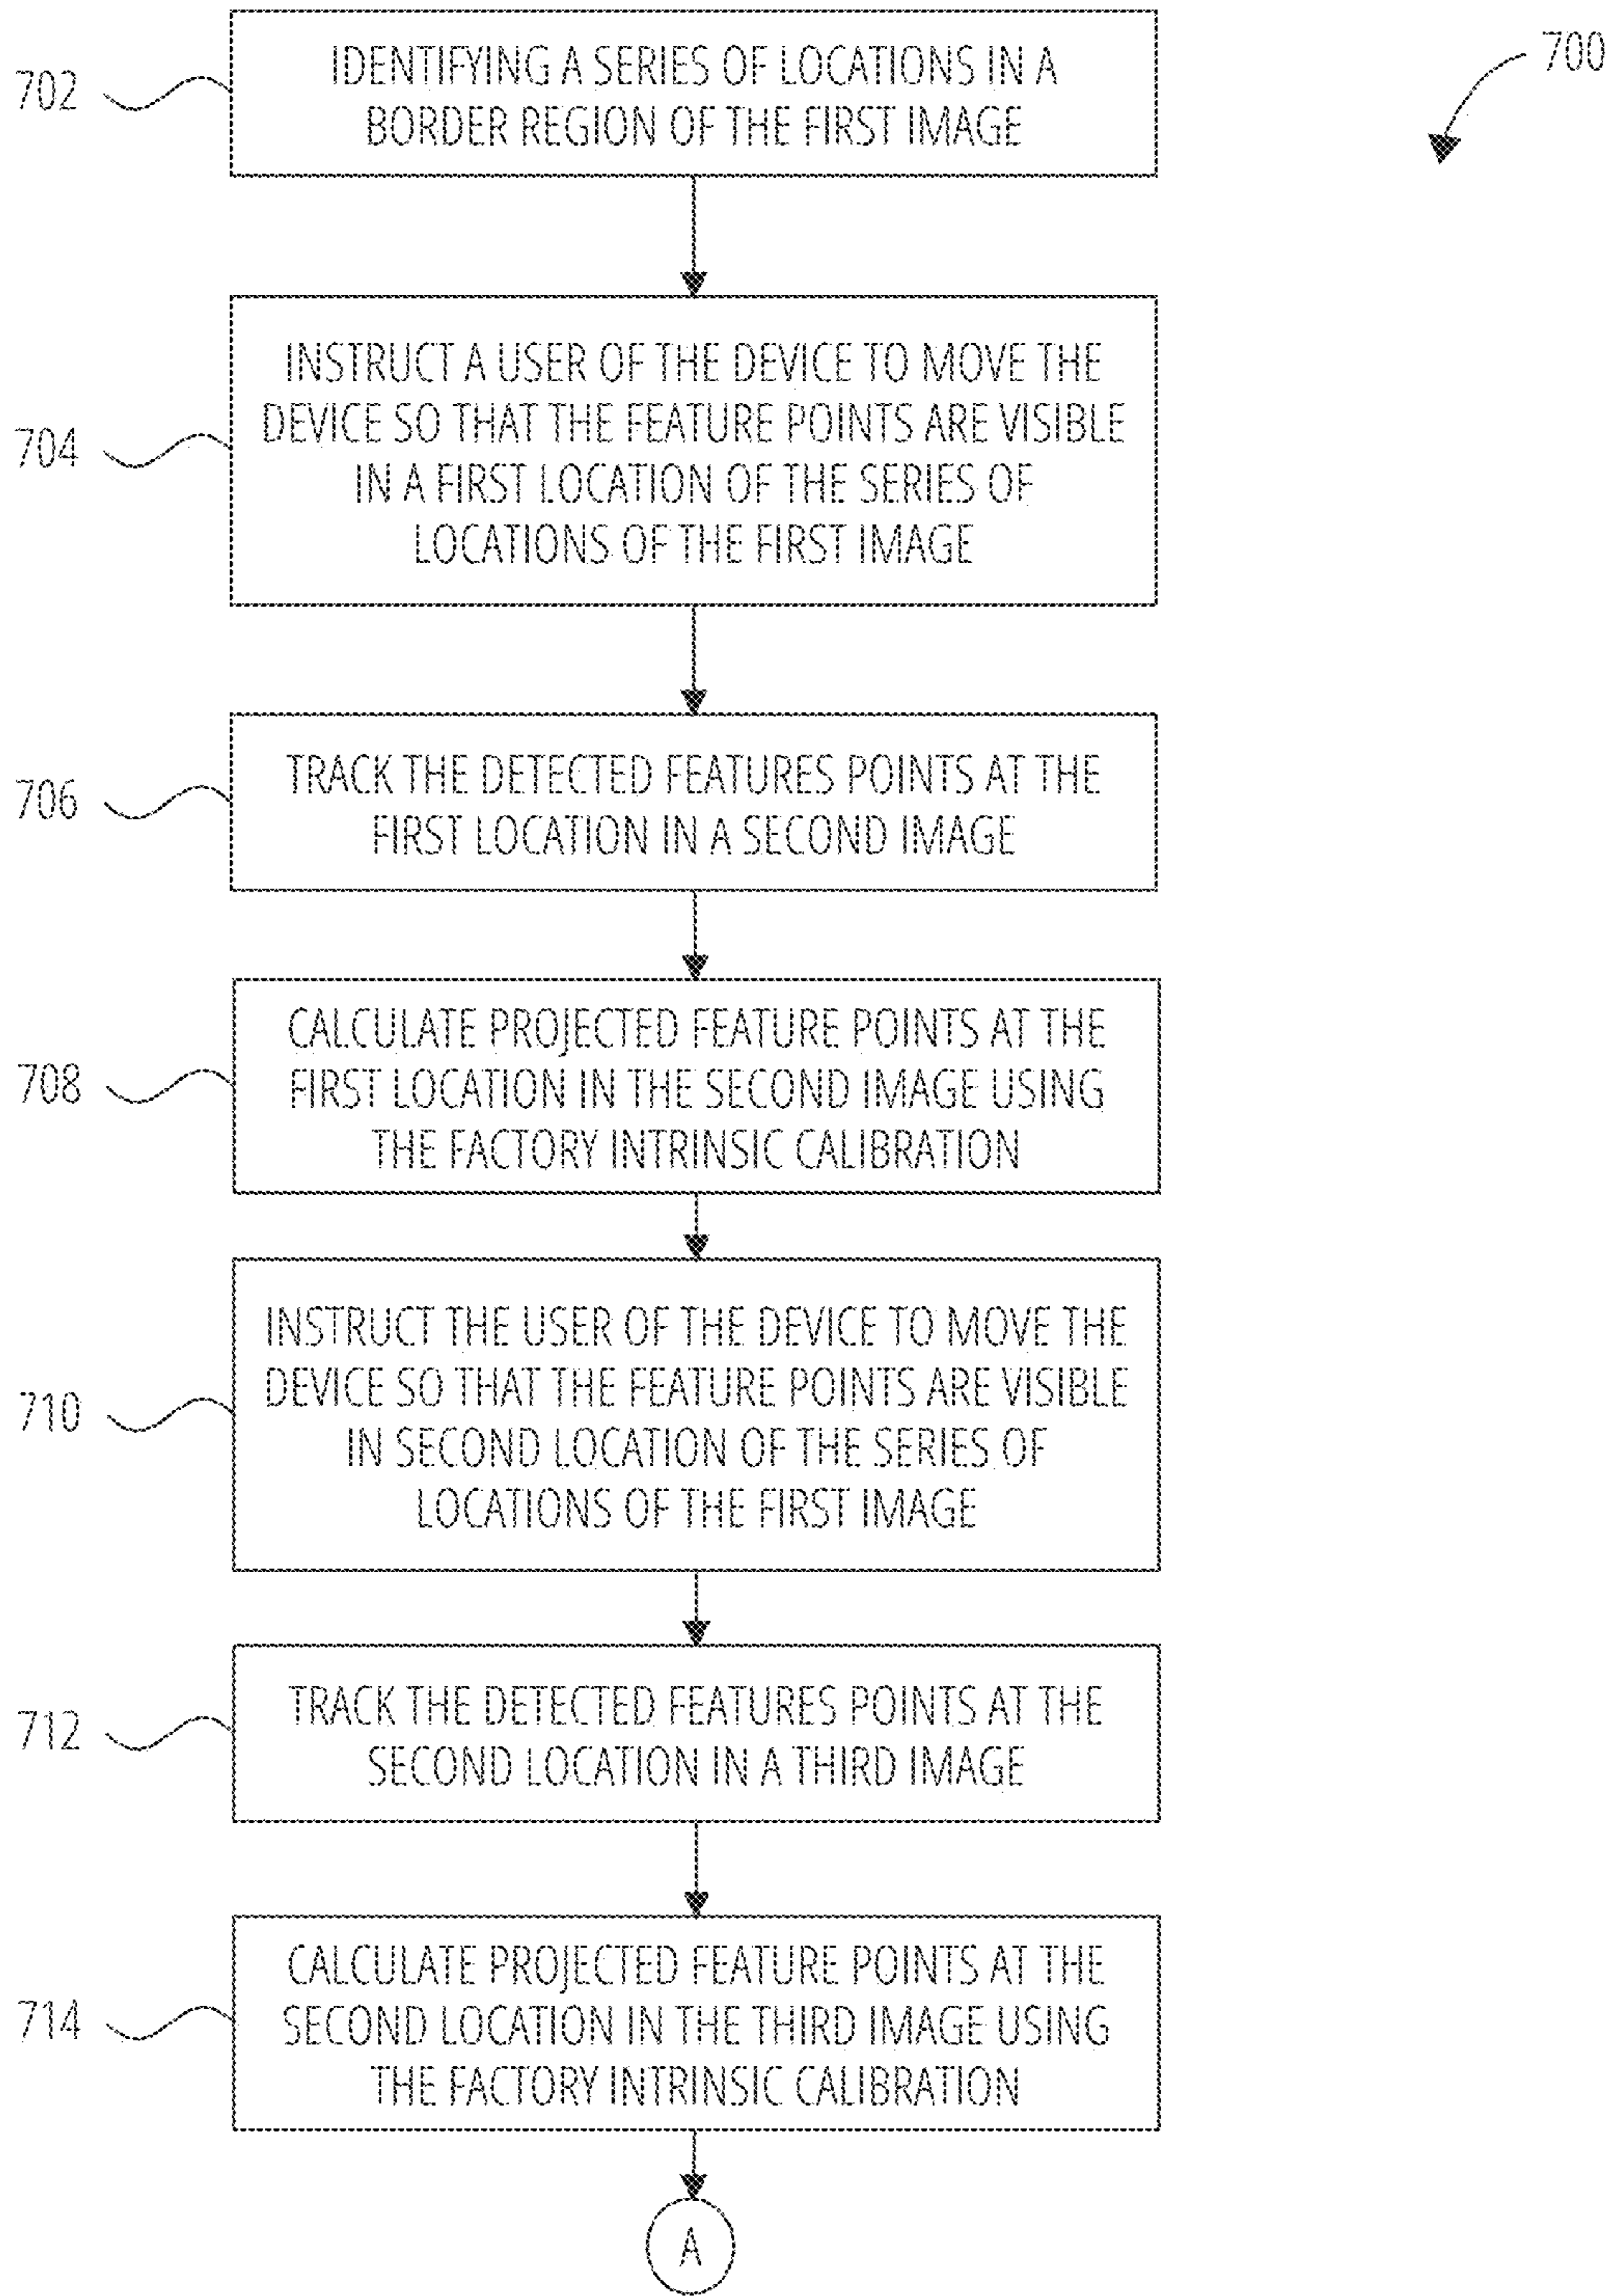 700
702
IDENTIFYING A SERIES OF LOCATIONS IN A
BORDER REGION OF THE FIRST IMAGE
704
INSTRUCT A USER OF THE DEVICE TO MOVE THE
DEVICE SO THAT THE FEATURE POINTS ARE VISIBLE
IN A FIRST LOCATION OF THE SERIES OF
LOCATIONS OF THE FIRST IMAGE
706
TRACK THE DETECTED FEATURES POINTS AT THE
FIRST LOCATION IN A SECOND IMAGE
708
CALCULATE PROJECTED FEATURE POINTS AT THE
FIRST LOCATION IN THE SECOND IMAGE USING
THE FACTORY INTRINSIC CALIBRATION
710
INSTRUCT THE USER OF THE DEVICE TO MOVE THE
DEVICE SO THAT THE FEATURE POINTS ARE VISIBLE
IN SECOND LOCATION OF THE SERIES OF
LOCATIONS OF THE FIRST IMAGE
712
TRACK THE DETECTED FEATURES POINTS AT THE
SECOND LOCATION IN A THIRD IMAGE
714
CALCULATE PROJECTED FEATURE POINTS AT THE
SECOND LOCATION IN THE THIRD IMAGE USING
THE FACTORY INTRINSIC CALIBRATION
A